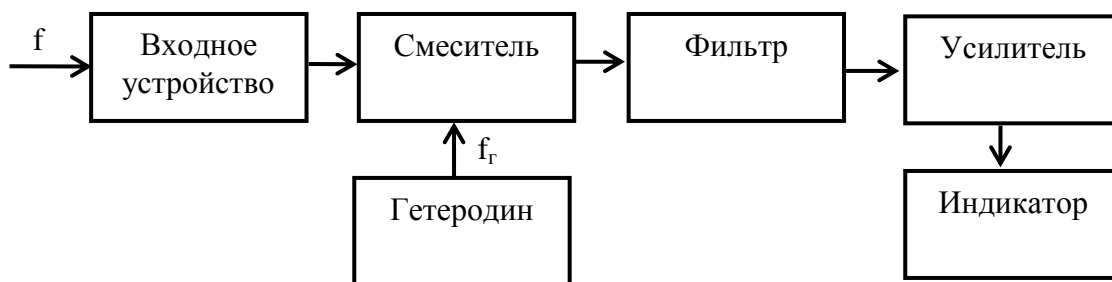 f
Входное
устройство
Смеситель
Фильтр
Усилитель
fг
Гетеродин
Индикатор